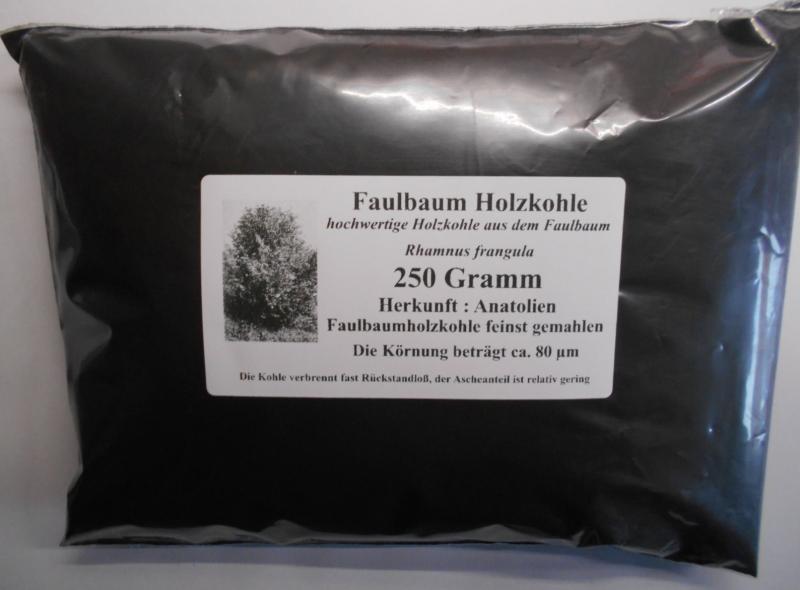 Faulbaum Holzkohle
hochwertige Holzkohle aus dem Faulbaum
Rhamnus frangula
250 Gramm
Herkunft : Anatolien
Faulbaumholzkohle feinst gemahlen
Die Körnung beträgt ca. 80 µm
Die Kohle verbrennt fast Rückstandloß, der Ascheanteil ist relativ gering